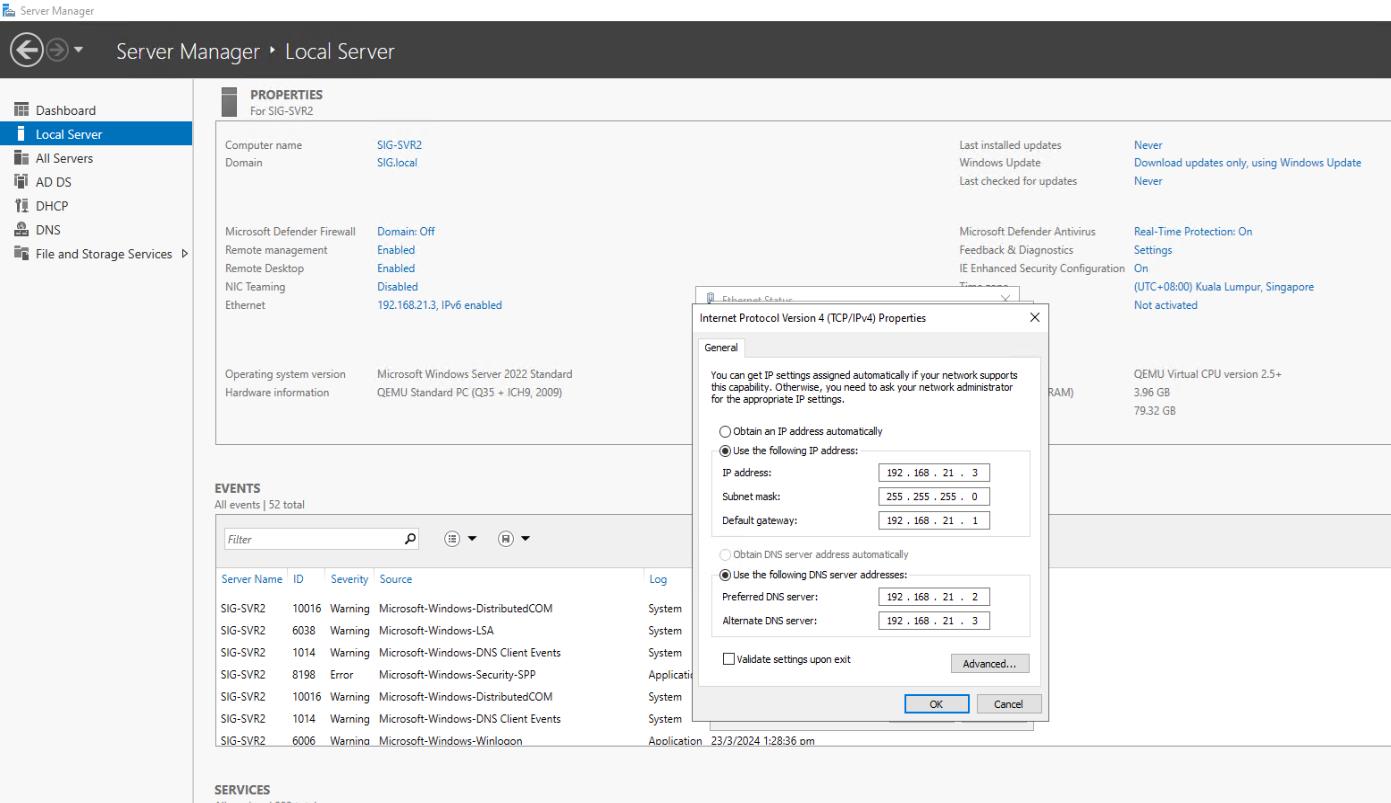 Server Manager
Server Manager ‣ Local Server
Dashboard
Local Server
All Servers
AD DS
DHCP
DNS
File and Storage Services
PROPERTIES
For SIG-SVR2
Computer name SIG-SVR2
Domain SIG.local
Last installed updates Never
Windows Update Download updates only, using Windows Update
Last checked for updates Never
Microsoft Defender Firewall Domain: Off
Remote management Enabled
Remote Desktop Enabled
NIC Teaming Disabled
Ethernet 192.168.21.3, IPv6 enabled
Microsoft Defender Antivirus Real-Time Protection: On
Feedback & Diagnostics Settings
IE Enhanced Security Configuration On
Time zone (UTC+08:00) Kuala Lumpur, Singapore
Not activated
Operating system version Microsoft Windows Server 2022 Standard
Hardware information QEMU Standard PC (Q35 + ICH9, 2009)
QEMU Virtual CPU version 2.5+
RAM) 3.96 GB
79.32 GB
Ethernet Status
Internet Protocol Version 4 (TCP/IPv4) Properties
General
You can get IP settings assigned automatically if your network supports
this capability. Otherwise, you need to ask your network administrator
for the appropriate IP settings.
Obtain an IP address automatically
Use the following IP address:
IP address: 192 . 168 . 21 . 3
Subnet mask: 255 . 255 . 255 . 0
Default gateway: 192 . 168 . 21 . 1
Obtain DNS server address automatically
Use the following DNS server addresses:
Preferred DNS server: 192 . 168 . 21 . 2
Alternate DNS server: 192 . 168 . 21 . 3
Validate settings upon exit
Advanced...
OK Cancel
EVENTS
All events | 52 total
Filter
Server Name ID Severity Source Log
SIG-SVR2 10016 Warning Microsoft-Windows-DistributedCOM System
SIG-SVR2 6038 Warning Microsoft-Windows-LSA System
SIG-SVR2 1014 Warning Microsoft-Windows-DNS Client Events System
SIG-SVR2 8198 Error Microsoft-Windows-Security-SPP Applicati
SIG-SVR2 10016 Warning Microsoft-Windows-DistributedCOM System
SIG-SVR2 1014 Warning Microsoft-Windows-DNS Client Events System
SIG-SVR2 6006 Warning Microsoft-Windows-Winlogon Application 23/3/2024 1:28:36 pm
SERVICES